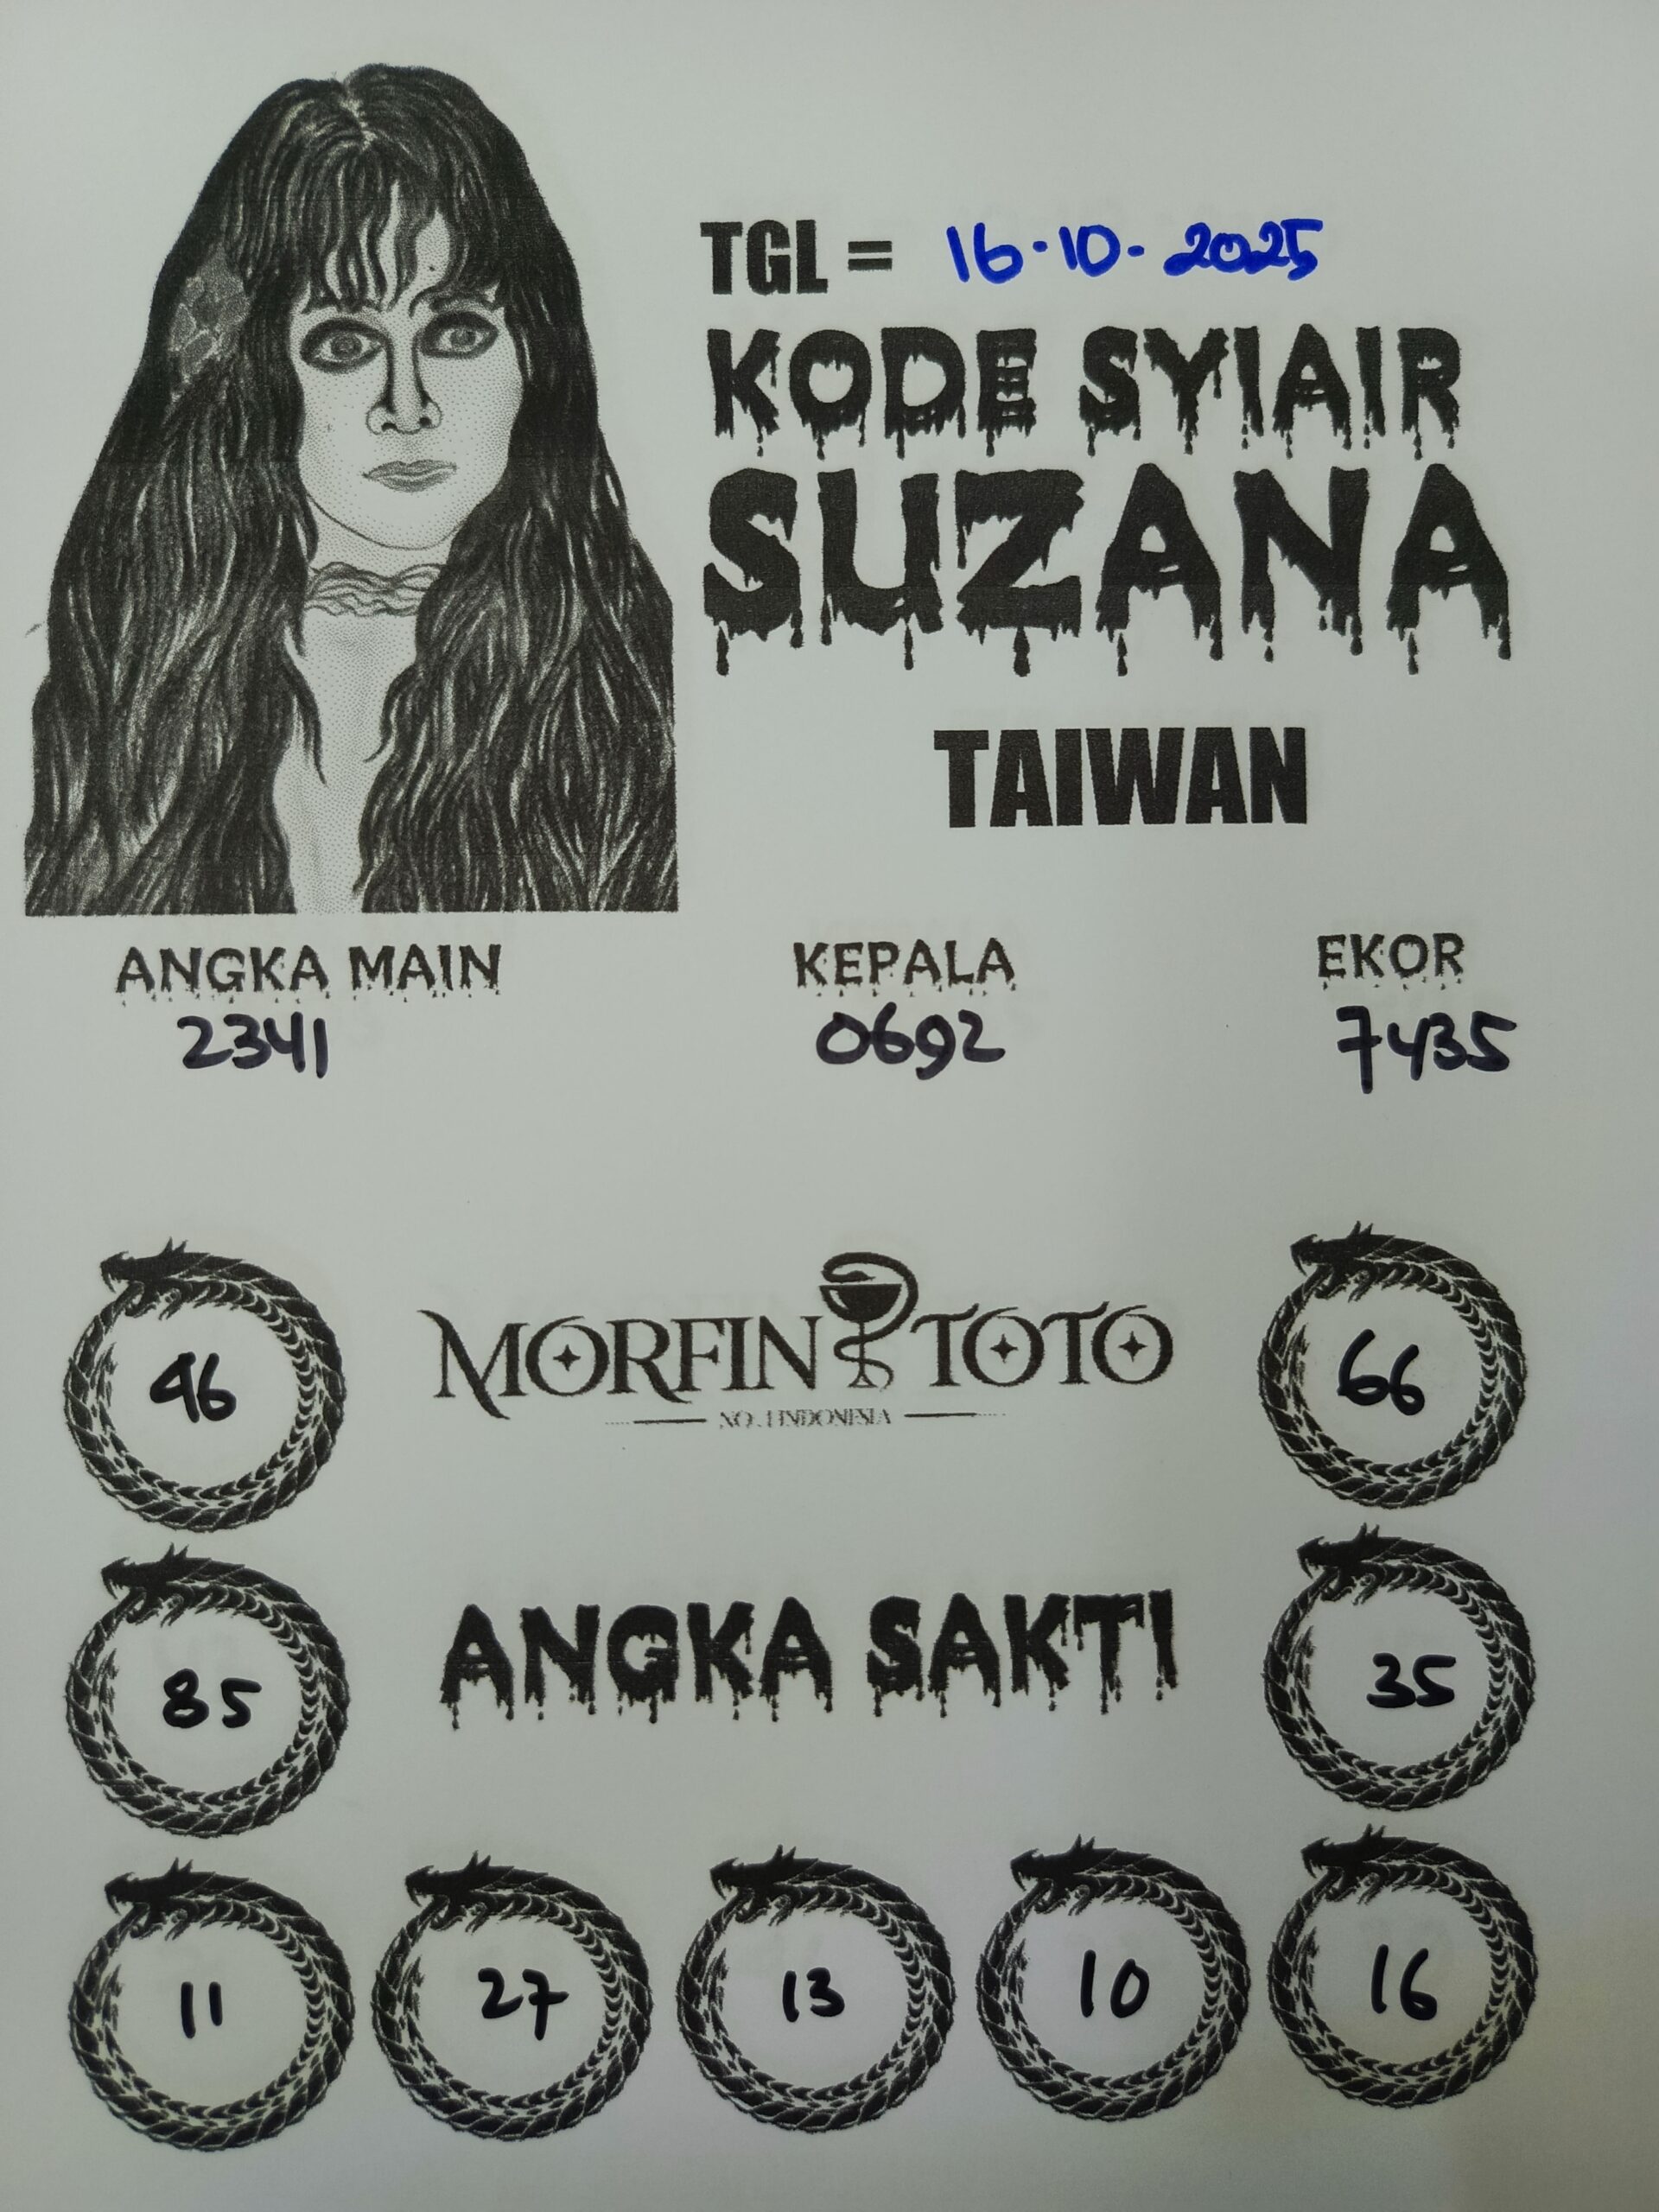 TGL = 16-10-2025
KODE SYIAIR
SUZANA
TAIWAN
ANGKA MAIN KEPALA EKOR
2341 0692 7435
MORFIN TOTO
NO.1 INDONESIA
46 66
ANGKA SAKTI
85 35
11 27 13 10 16